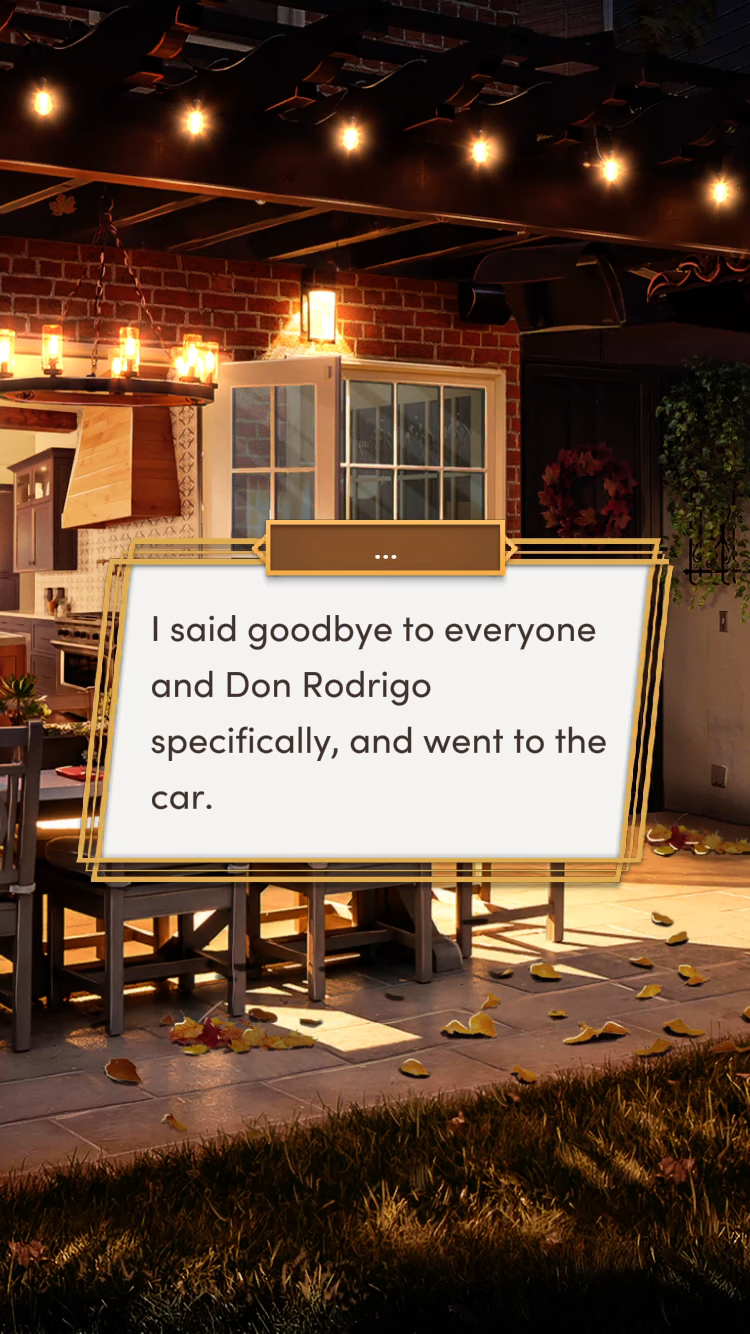 ...
I said goodbye to everyone
and Don Rodrigo
specifically, and went to the
car.